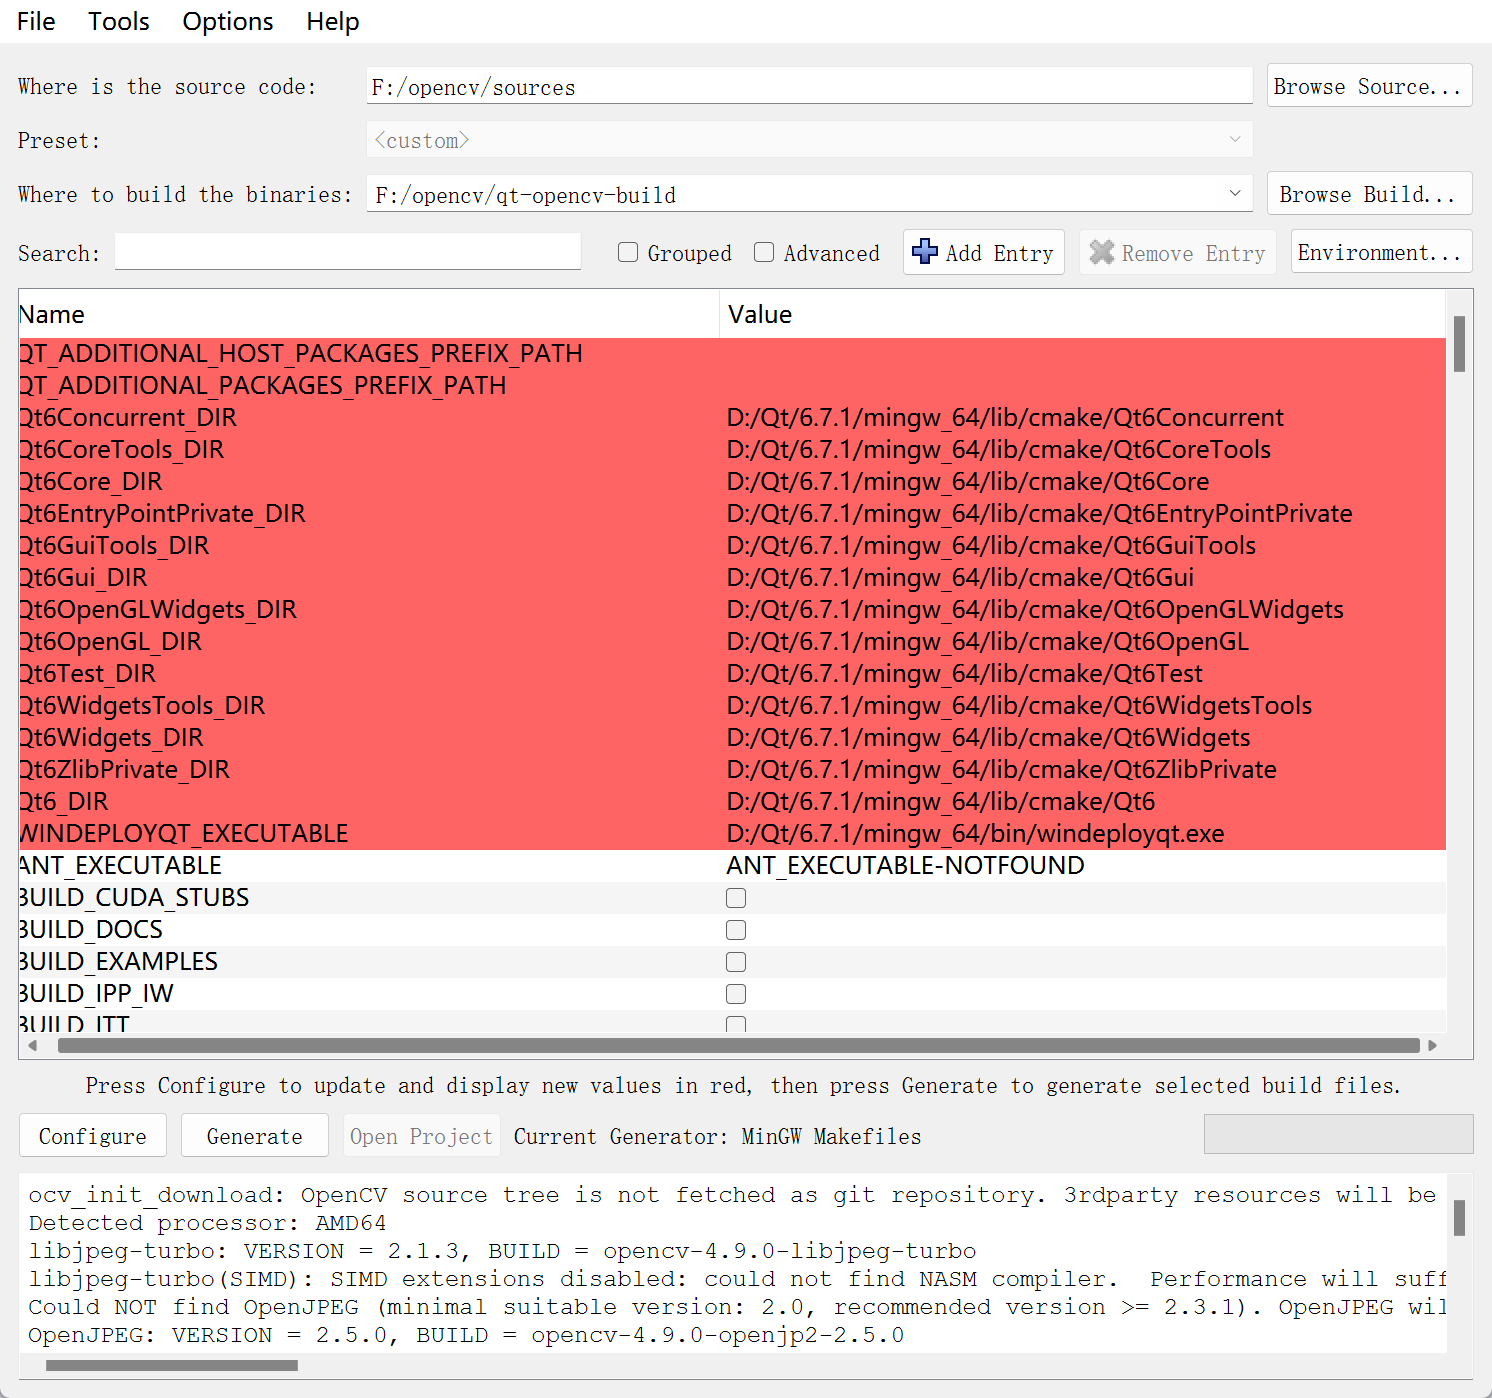 File Tools Options Help
Where is the source code: F:/opencv/sources Browse Source...
Preset: <custom>
Where to build the binaries: F:/opencv/qt-opencv-build Browse Build...
Search: Grouped Advanced Add Entry Remove Entry Environment...
Name Value
QT_ADDITIONAL_HOST_PACKAGES_PREFIX_PATH
QT_ADDITIONAL_PACKAGES_PREFIX_PATH
Qt6Concurrent_DIR D:/Qt/6.7.1/mingw_64/lib/cmake/Qt6Concurrent
Qt6CoreTools_DIR D:/Qt/6.7.1/mingw_64/lib/cmake/Qt6CoreTools
Qt6Core_DIR D:/Qt/6.7.1/mingw_64/lib/cmake/Qt6Core
Qt6EntryPointPrivate_DIR D:/Qt/6.7.1/mingw_64/lib/cmake/Qt6EntryPointPrivate
Qt6GuiTools_DIR D:/Qt/6.7.1/mingw_64/lib/cmake/Qt6GuiTools
Qt6Gui_DIR D:/Qt/6.7.1/mingw_64/lib/cmake/Qt6Gui
Qt6OpenGLWidgets_DIR D:/Qt/6.7.1/mingw_64/lib/cmake/Qt6OpenGLWidgets
Qt6OpenGL_DIR D:/Qt/6.7.1/mingw_64/lib/cmake/Qt6OpenGL
Qt6Test_DIR D:/Qt/6.7.1/mingw_64/lib/cmake/Qt6Test
Qt6WidgetsTools_DIR D:/Qt/6.7.1/mingw_64/lib/cmake/Qt6WidgetsTools
Qt6Widgets_DIR D:/Qt/6.7.1/mingw_64/lib/cmake/Qt6Widgets
Qt6ZlibPrivate_DIR D:/Qt/6.7.1/mingw_64/lib/cmake/Qt6ZlibPrivate
Qt6_DIR D:/Qt/6.7.1/mingw_64/lib/cmake/Qt6
WINDEPLOYQT_EXECUTABLE D:/Qt/6.7.1/mingw_64/bin/windeployqt.exe
ANT_EXECUTABLE ANT_EXECUTABLE-NOTFOUND
BUILD_CUDA_STUBS
BUILD_DOCS
BUILD_EXAMPLES
BUILD_IPP_IW
BUILD_ITT
Press Configure to update and display new values in red, then press Generate to generate selected build files.
Configure Generate Open Project Current Generator: MinGW Makefiles
ocv_init_download: OpenCV source tree is not fetched as git repository. 3rdparty resources will be
Detected processor: AMD64
libjpeg-turbo: VERSION = 2.1.3, BUILD = opencv-4.9.0-libjpeg-turbo
libjpeg-turbo(SIMD): SIMD extensions disabled: could not find NASM compiler.  Performance will suff
Could NOT find OpenJPEG (minimal suitable version: 2.0, recommended version >= 2.3.1). OpenJPEG wil
OpenJPEG: VERSION = 2.5.0, BUILD = opencv-4.9.0-openjp2-2.5.0